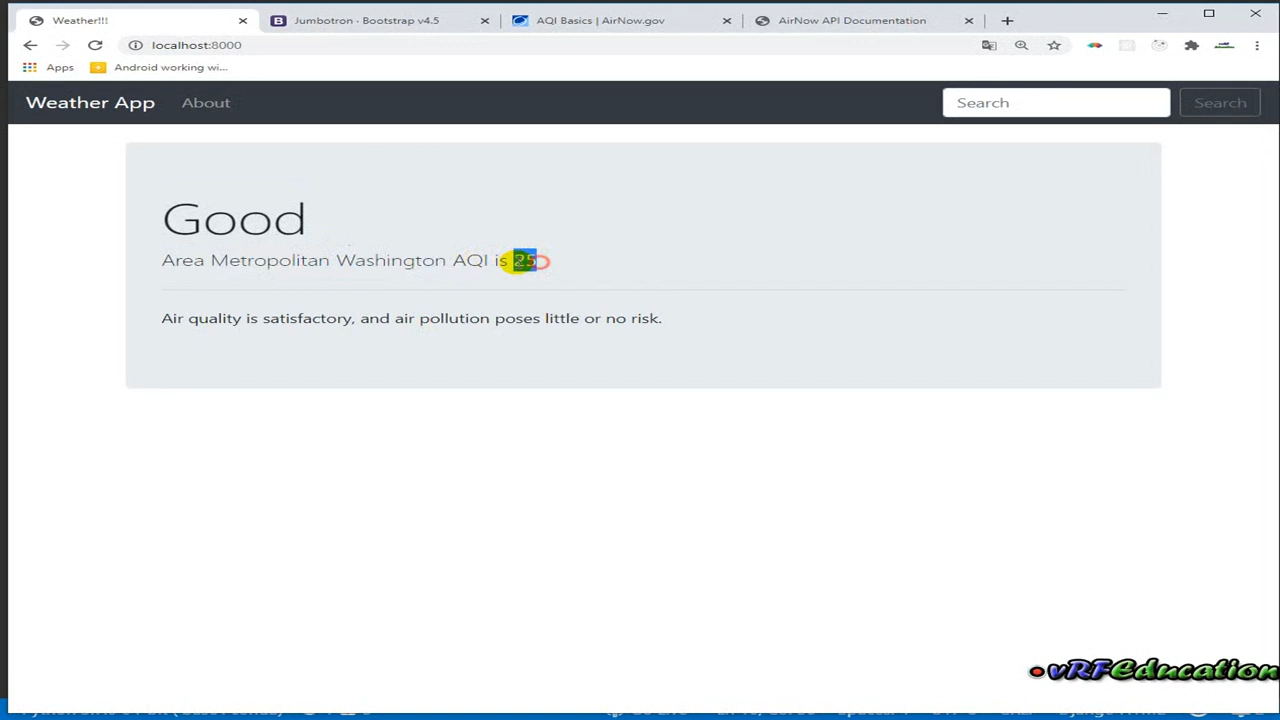 Weather!!!
Jumbotron · Bootstrap v4.5
AQI Basics | AirNow.gov
AirNow API Documentation
localhost:8000
Apps
Android working wi...
Weather App
About
Search
Search
Good
Area Metropolitan Washington AQI is 25
Air quality is satisfactory, and air pollution poses little or no risk.
vRFEducation